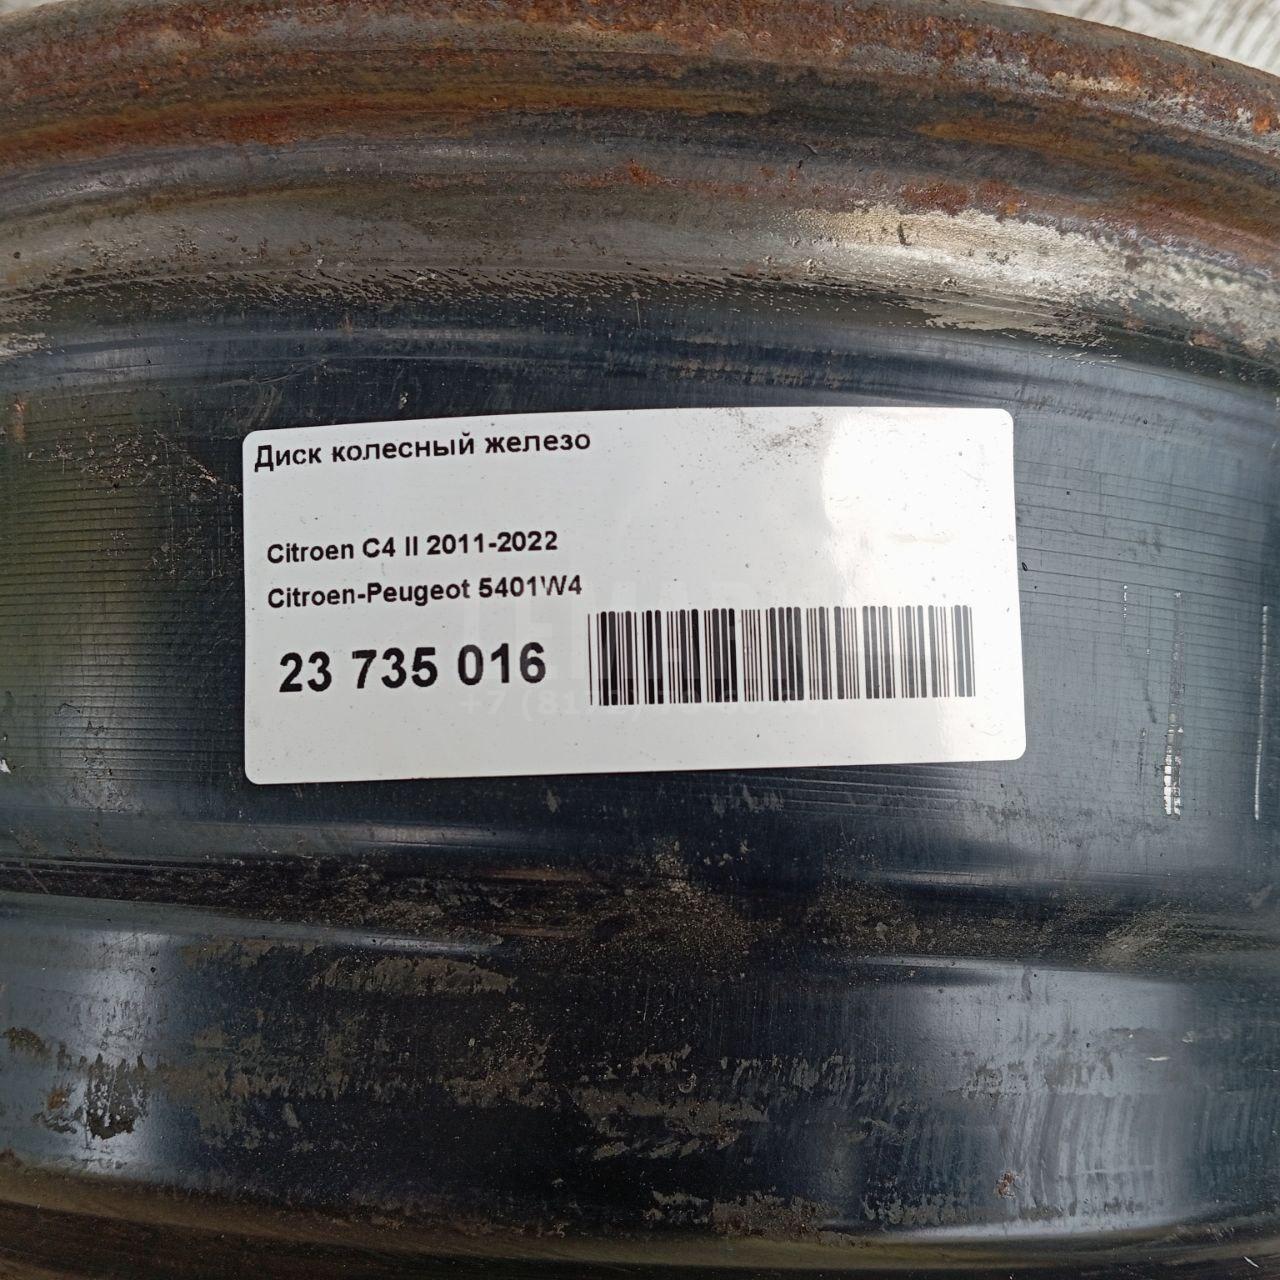 Диск колесный железо
Citroen C4 II 2011-2022
Citroen-Peugeot 5401W4
23 735 016